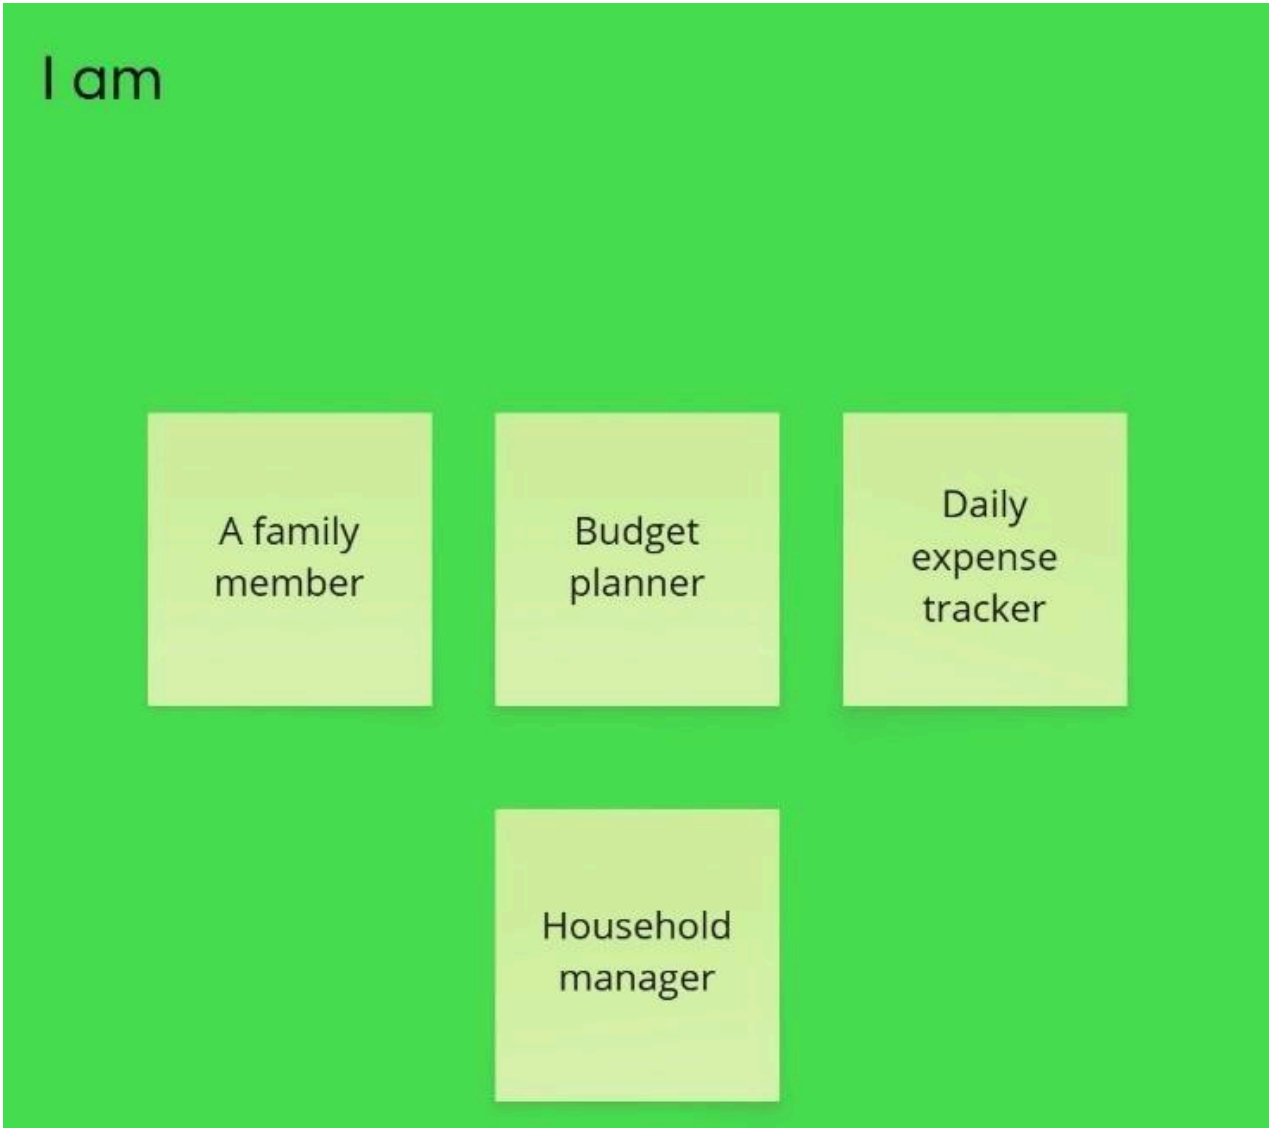 I am
A family
member
Budget
planner
Daily
expense
tracker
Household
manager